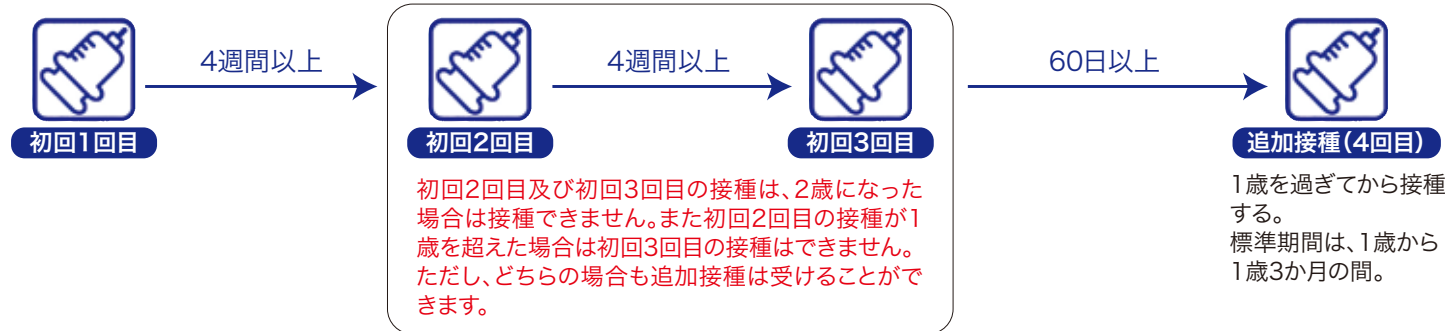 4週間以上
4週間以上
60日以上
初回1回目
初回2回目
初回3回目
追加接種(4回目)
初回2回目及び初回3回目の接種は、2歳になった
場合は接種できません。また初回2回目の接種が1
歳を超えた場合は初回3回目の接種はできません。
ただし、どちらの場合も追加接種は受けることがで
きます。
1歳を過ぎてから接種
する。
標準期間は、1歳から
1歳3か月の間。